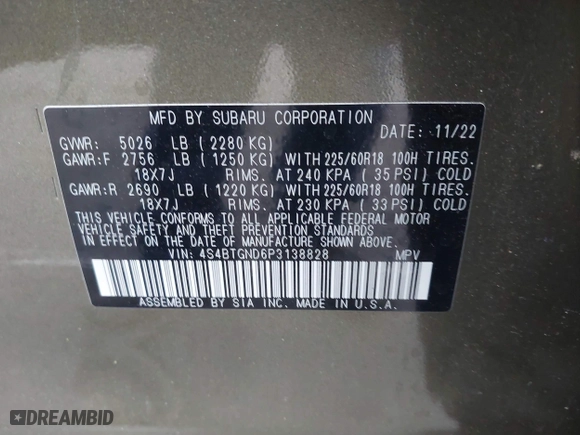 MFD BY SUBARU CORPORATION
DATE: 11/22
GVWR: 5026 LB (2280 KG)
GAWR:F 2756 LB (1250 KG) WITH 225/60R18 100H TIRES.
18X7J RIMS. AT 240 KPA (35 PSI) COLD
GAWR:R 2690 LB (1220 KG) WITH 225/60R18 100H TIRES.
18X7J RIMS. AT 230 KPA (33 PSI) COLD
THIS VEHICLE CONFORMS TO ALL APPLICABLE FEDERAL MOTOR
VEHICLE SAFETY AND THEFT PREVENTION STANDARDS
IN EFFECT ON THE DATE OF MANUFACTURE SHOWN ABOVE.
VIN: 4S4BTGND6P3138828 MPV
ASSEMBLED BY SIA INC. MADE IN U.S.A.
DREAMBID